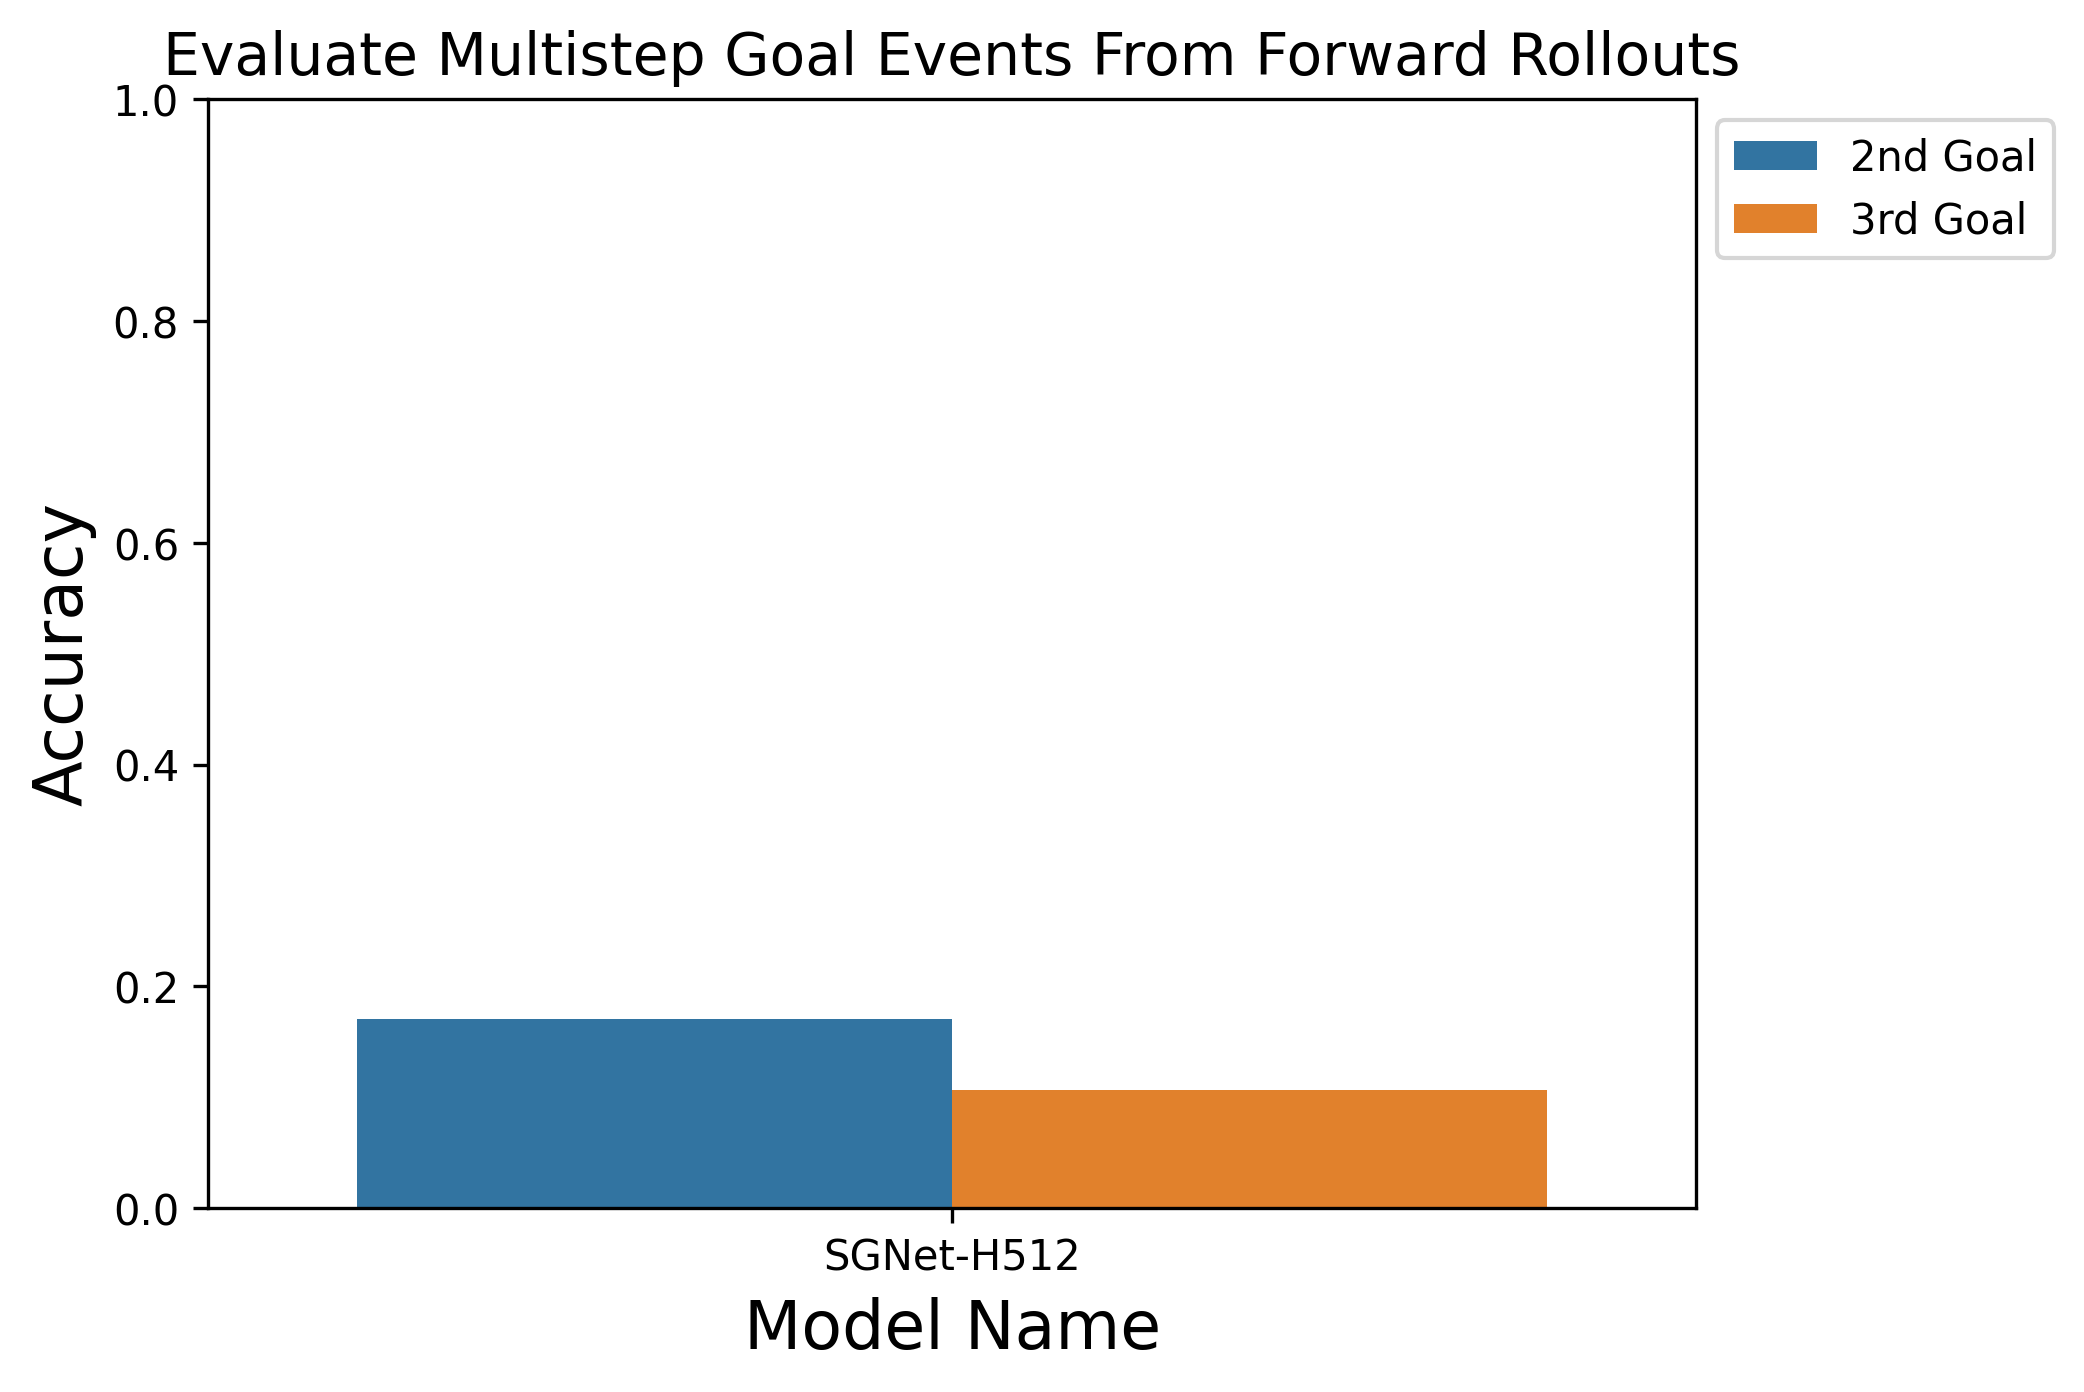 Evaluate Multistep Goal Events From Forward Rollouts
1.0
0.8
0.6
0.4
0.2
0.0
Accuracy
SGNet-H512
Model Name
2nd Goal
3rd Goal